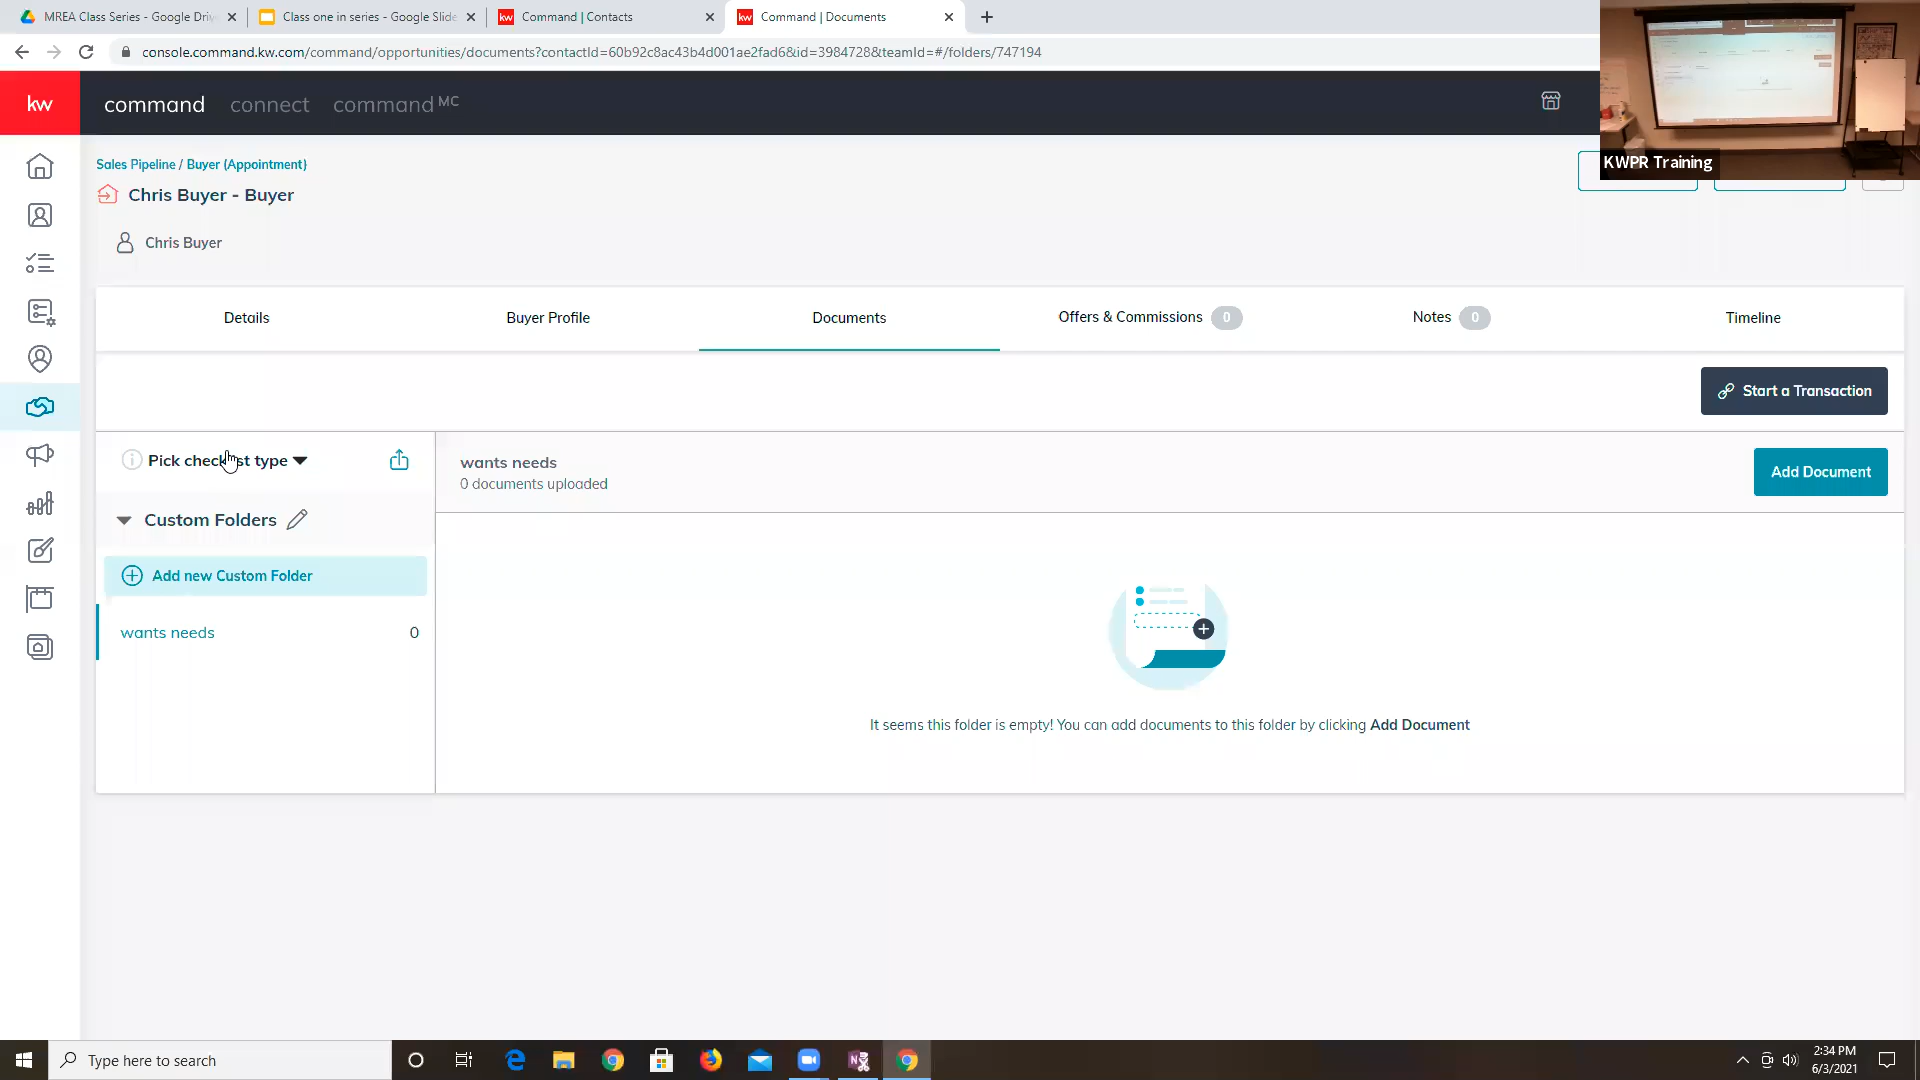 MREA Class Series - Google Driv
Class one in series - Google Slide
kw Command | Contacts
kw Command | Documents
console.command.kw.com/command/opportunities/documents?contactId=60b92c8ac43b4d001ae2fad6&id=3984728&teamId=#/folders/747194
kw command connect command MC
KWPR Training
Sales Pipeline / Buyer (Appointment)
Chris Buyer - Buyer
Chris Buyer
Details Buyer Profile Documents Offers & Commissions 0 Notes 0 Timeline
Start a Transaction
Pick checklist type
wants needs
0 documents uploaded
Add Document
Custom Folders
Add new Custom Folder
wants needs 0
It seems this folder is empty! You can add documents to this folder by clicking Add Document
Type here to search
2:34 PM
6/3/2021